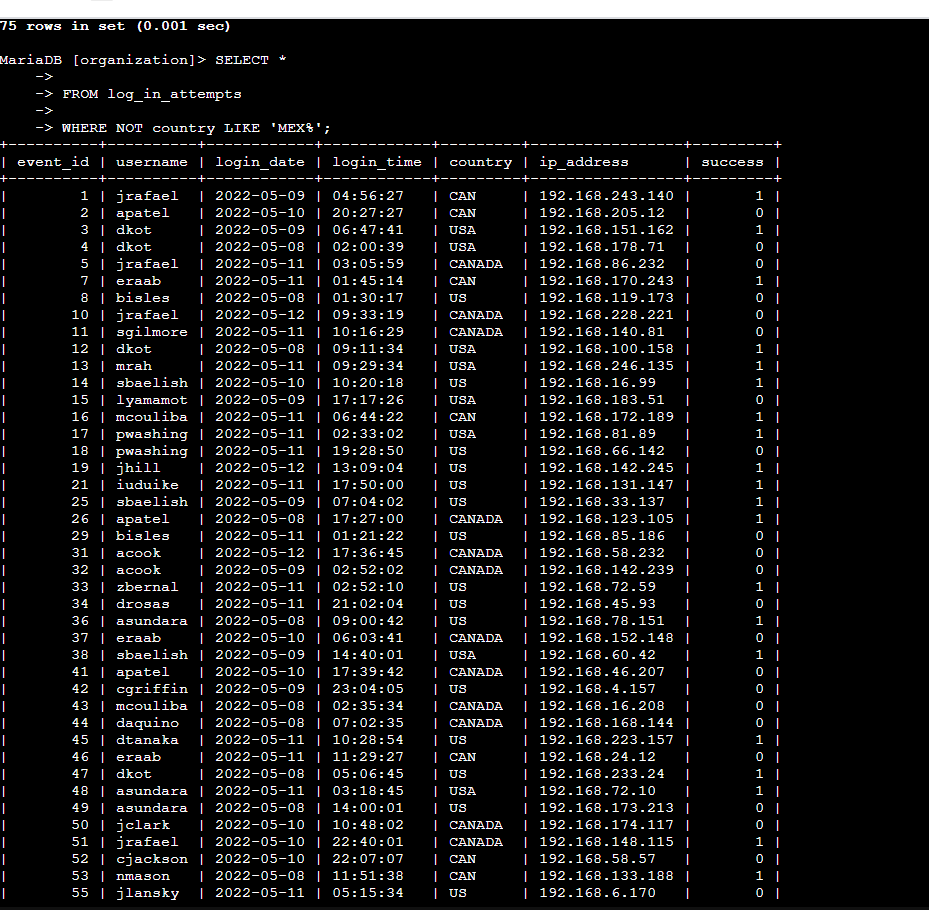 75 rows in set (0.001 sec)
MariaDB [organization]> SELECT *
    ->
    -> FROM log_in_attempts
    ->
    -> WHERE NOT country LIKE 'MEX%';
+----------+----------+------------+------------+---------+-----------------+---------+
| event_id | username | login_date | login_time | country | ip_address      | success |
+----------+----------+------------+------------+---------+-----------------+---------+
|        1 | jrafael  | 2022-05-09 | 04:56:27   | CAN     | 192.168.243.140 |       1 |
|        2 | apatel   | 2022-05-10 | 20:27:27   | CAN     | 192.168.205.12  |       0 |
|        3 | dkot     | 2022-05-09 | 06:47:41   | USA     | 192.168.151.162 |       1 |
|        4 | dkot     | 2022-05-08 | 02:00:39   | USA     | 192.168.178.71  |       0 |
|        5 | jrafael  | 2022-05-11 | 03:05:59   | CANADA  | 192.168.86.232  |       0 |
|        7 | eraab    | 2022-05-11 | 01:45:14   | CAN     | 192.168.170.243 |       1 |
|        8 | bisles   | 2022-05-08 | 01:30:17   | US      | 192.168.119.173 |       0 |
|       10 | jrafael  | 2022-05-12 | 09:33:19   | CANADA  | 192.168.228.221 |       0 |
|       11 | sgilmore | 2022-05-11 | 10:16:29   | CANADA  | 192.168.140.81  |       0 |
|       12 | dkot     | 2022-05-08 | 09:11:34   | USA     | 192.168.100.158 |       1 |
|       13 | mrah     | 2022-05-11 | 09:29:34   | USA     | 192.168.246.135 |       1 |
|       14 | sbaelish | 2022-05-10 | 10:20:18   | US      | 192.168.16.99   |       1 |
|       15 | lyamamot | 2022-05-09 | 17:17:26   | USA     | 192.168.183.51  |       0 |
|       16 | mcouliba | 2022-05-11 | 06:44:22   | CAN     | 192.168.172.189 |       1 |
|       17 | pwashing | 2022-05-11 | 02:33:02   | USA     | 192.168.81.89   |       1 |
|       18 | pwashing | 2022-05-11 | 19:28:50   | US      | 192.168.66.142  |       0 |
|       19 | jhill    | 2022-05-12 | 13:09:04   | US      | 192.168.142.245 |       1 |
|       21 | iuduike  | 2022-05-11 | 17:50:00   | US      | 192.168.131.147 |       1 |
|       25 | sbaelish | 2022-05-09 | 07:04:02   | US      | 192.168.33.137  |       1 |
|       26 | apatel   | 2022-05-08 | 17:27:00   | CANADA  | 192.168.123.105 |       1 |
|       29 | bisles   | 2022-05-11 | 01:21:22   | US      | 192.168.85.186  |       0 |
|       31 | acook    | 2022-05-12 | 17:36:45   | CANADA  | 192.168.58.232  |       0 |
|       32 | acook    | 2022-05-09 | 02:52:02   | CANADA  | 192.168.142.239 |       0 |
|       33 | zbernal  | 2022-05-11 | 02:52:10   | US      | 192.168.72.59   |       1 |
|       34 | drosas   | 2022-05-11 | 21:02:04   | US      | 192.168.45.93   |       0 |
|       36 | asundara | 2022-05-08 | 09:00:42   | US      | 192.168.78.151  |       1 |
|       37 | eraab    | 2022-05-10 | 06:03:41   | CANADA  | 192.168.152.148 |       0 |
|       38 | sbaelish | 2022-05-09 | 14:40:01   | USA     | 192.168.60.42   |       1 |
|       41 | apatel   | 2022-05-10 | 17:39:42   | CANADA  | 192.168.46.207  |       0 |
|       42 | cgriffin | 2022-05-09 | 23:04:05   | US      | 192.168.4.157   |       0 |
|       43 | mcouliba | 2022-05-08 | 02:35:34   | CANADA  | 192.168.16.208  |       0 |
|       44 | daquino  | 2022-05-08 | 07:02:35   | CANADA  | 192.168.168.144 |       0 |
|       45 | dtanaka  | 2022-05-11 | 10:28:54   | US      | 192.168.223.157 |       1 |
|       46 | eraab    | 2022-05-11 | 11:29:27   | CAN     | 192.168.24.12   |       0 |
|       47 | dkot     | 2022-05-08 | 05:06:45   | US      | 192.168.233.24  |       1 |
|       48 | asundara | 2022-05-11 | 03:18:45   | USA     | 192.168.72.10   |       1 |
|       49 | asundara | 2022-05-08 | 14:00:01   | US      | 192.168.173.213 |       0 |
|       50 | jclark   | 2022-05-10 | 10:48:02   | CANADA  | 192.168.174.117 |       0 |
|       51 | jrafael  | 2022-05-10 | 22:40:01   | CANADA  | 192.168.148.115 |       1 |
|       52 | cjackson | 2022-05-10 | 22:07:07   | CAN     | 192.168.58.57   |       0 |
|       53 | nmason   | 2022-05-08 | 11:51:38   | CAN     | 192.168.133.188 |       1 |
|       55 | jlansky  | 2022-05-11 | 05:15:34   | US      | 192.168.6.170   |       0 |